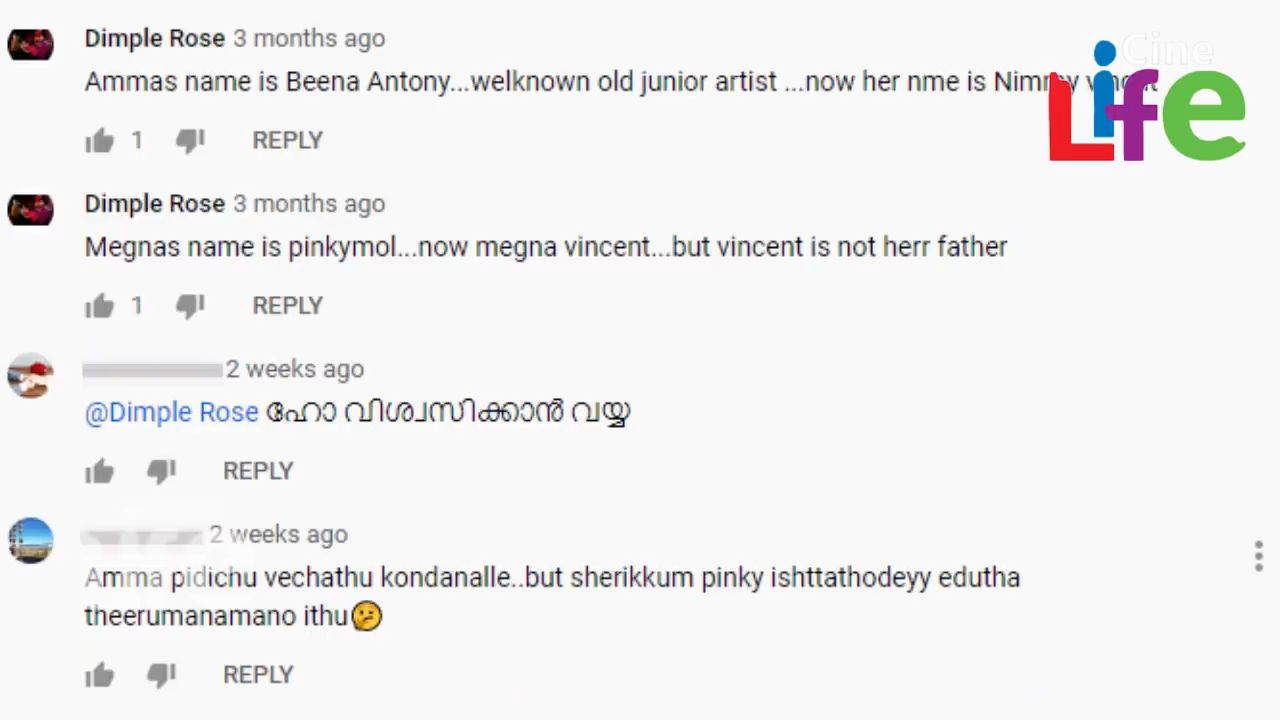 Dimple Rose 3 months ago
Ammas name is Beena Antony...welknown old junior artist ...now her nme is Nimmy vincent
1 REPLY
Dimple Rose 3 months ago
Megnas name is pinkymol...now megna vincent...but vincent is not herr father
1 REPLY
2 weeks ago
@Dimple Rose ഹോ വിശ്വസിക്കാൻ വയ്യ
REPLY
2 weeks ago
Amma pidichu vechathu kondanalle..but sherikkum pinky ishttathodeyy edutha
theerumanamano ithu🤔
REPLY
Cine
Life